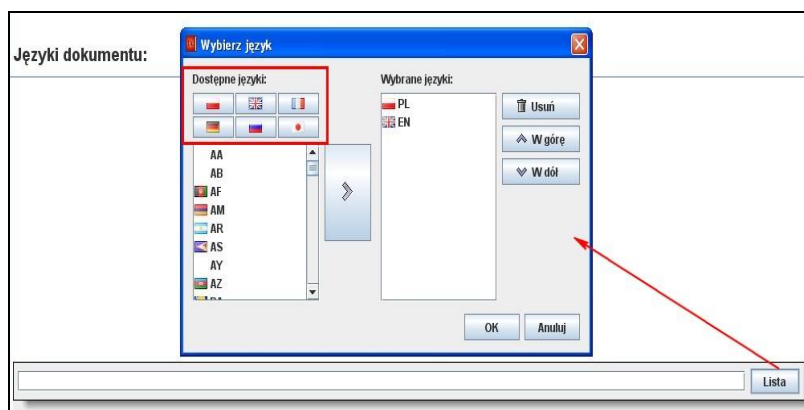 Języki dokumentu:
Wybierz język
Dostępne języki:
AA
AB
AF
AM
AR
AS
AY
AZ
BA
Wybrane języki:
PL
EN
Usuń
W górę
W dół
OK
Anuluj
Lista